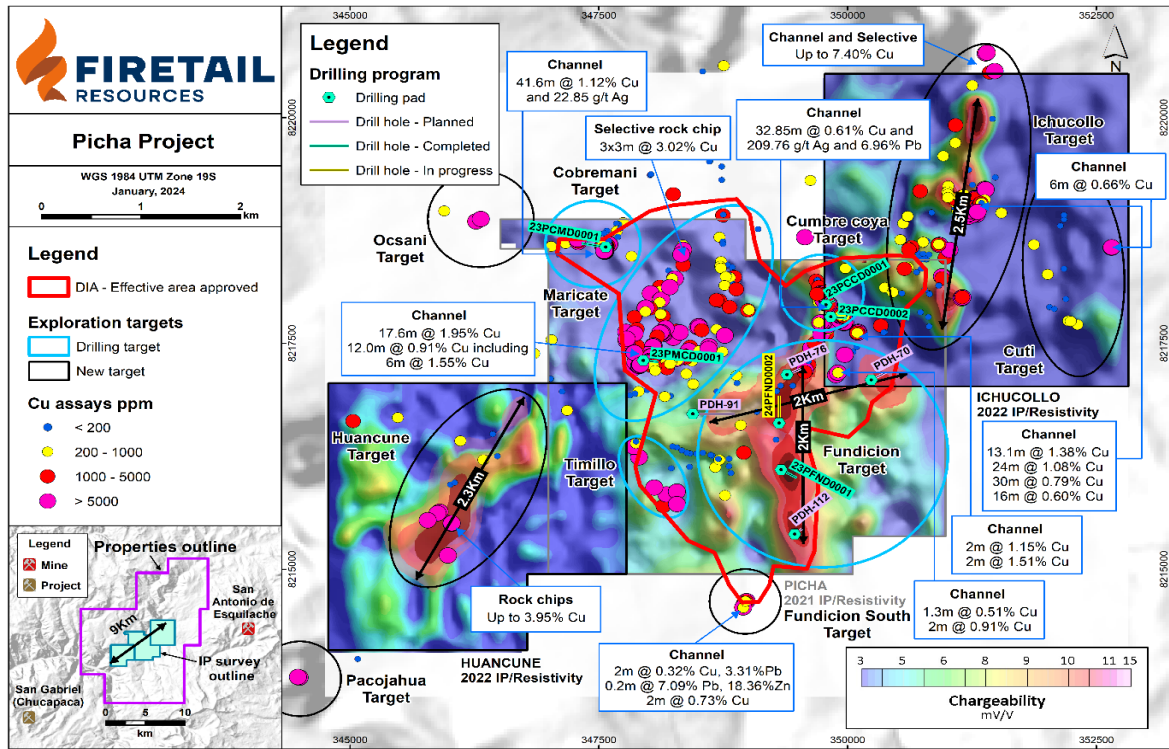 FIRETAIL
RESOURCES
Picha Project
WGS 1984 UTM Zone 19S
January, 2024
0
1
2
km
Legend
DIA - Effective area approved
Exploration targets
Drilling target
New target
Cu assays ppm
< 200
200 - 1000
1000 - 5000
> 5000
Legend
Mine
Project
Properties outline
San
Antonio de
Esquilache
9Km
IP survey
outline
San Gabriel
(Chucapaca)
0 5 10
km
345000
347500
350000
352500
Legend
Drilling program
Drilling pad
Drill hole - Planned
Drill hole - Completed
Drill hole - In progress
Channel
41.6m @ 1.12% Cu
and 22.85 g/t Ag
Selective rock chip
3x3m @ 3.02% Cu
Channel
32.85m @ 0.61% Cu and
209.76 g/t Ag and 6.96% Pb
Channel and Selective
Up to 7.40% Cu
N
8220000
Ichucollo
Target
Channel
6m @ 0.66% Cu
Cobremani
Target
Ocsani
Target
23PCMD0001
Cumbre coya
Target
2.5Km
23PCCD0001
23PCCD0002
Maricate
Target
Channel
17.6m @ 1.95% Cu
12.0m @ 0.91% Cu including
6m @ 1.55% Cu
23PMCD0001
8217500
Cuti
Target
PDH-76
PDH-70
PDH-91
24PFND0002
2Km
2Km
ICHUCOLLO
2022 IP/Resistivity
Channel
13.1m @ 1.38% Cu
24m @ 1.08% Cu
30m @ 0.79% Cu
16m @ 0.60% Cu
Huancune
Target
2.3Km
Timillo
Target
Fundicion
Target
23PFND0001
PDH-112
Channel
2m @ 1.15% Cu
2m @ 1.51% Cu
8215000
PICHA
2021 IP/Resistivity
Fundicion South
Target
Channel
1.3m @ 0.51% Cu
2m @ 0.91% Cu
Rock chips
Up to 3.95% Cu
HUANCUNE
2022 IP/Resistivity
Pacojahua
Target
2m @ 0.32% Cu, 3.31%Pb
0.2m @ 7.09% Pb, 18.36%Zn
2m @ 0.73% Cu
3 5 6 8 9 10 11 15
Chargeability
mV/V
345000
347500
350000
352500